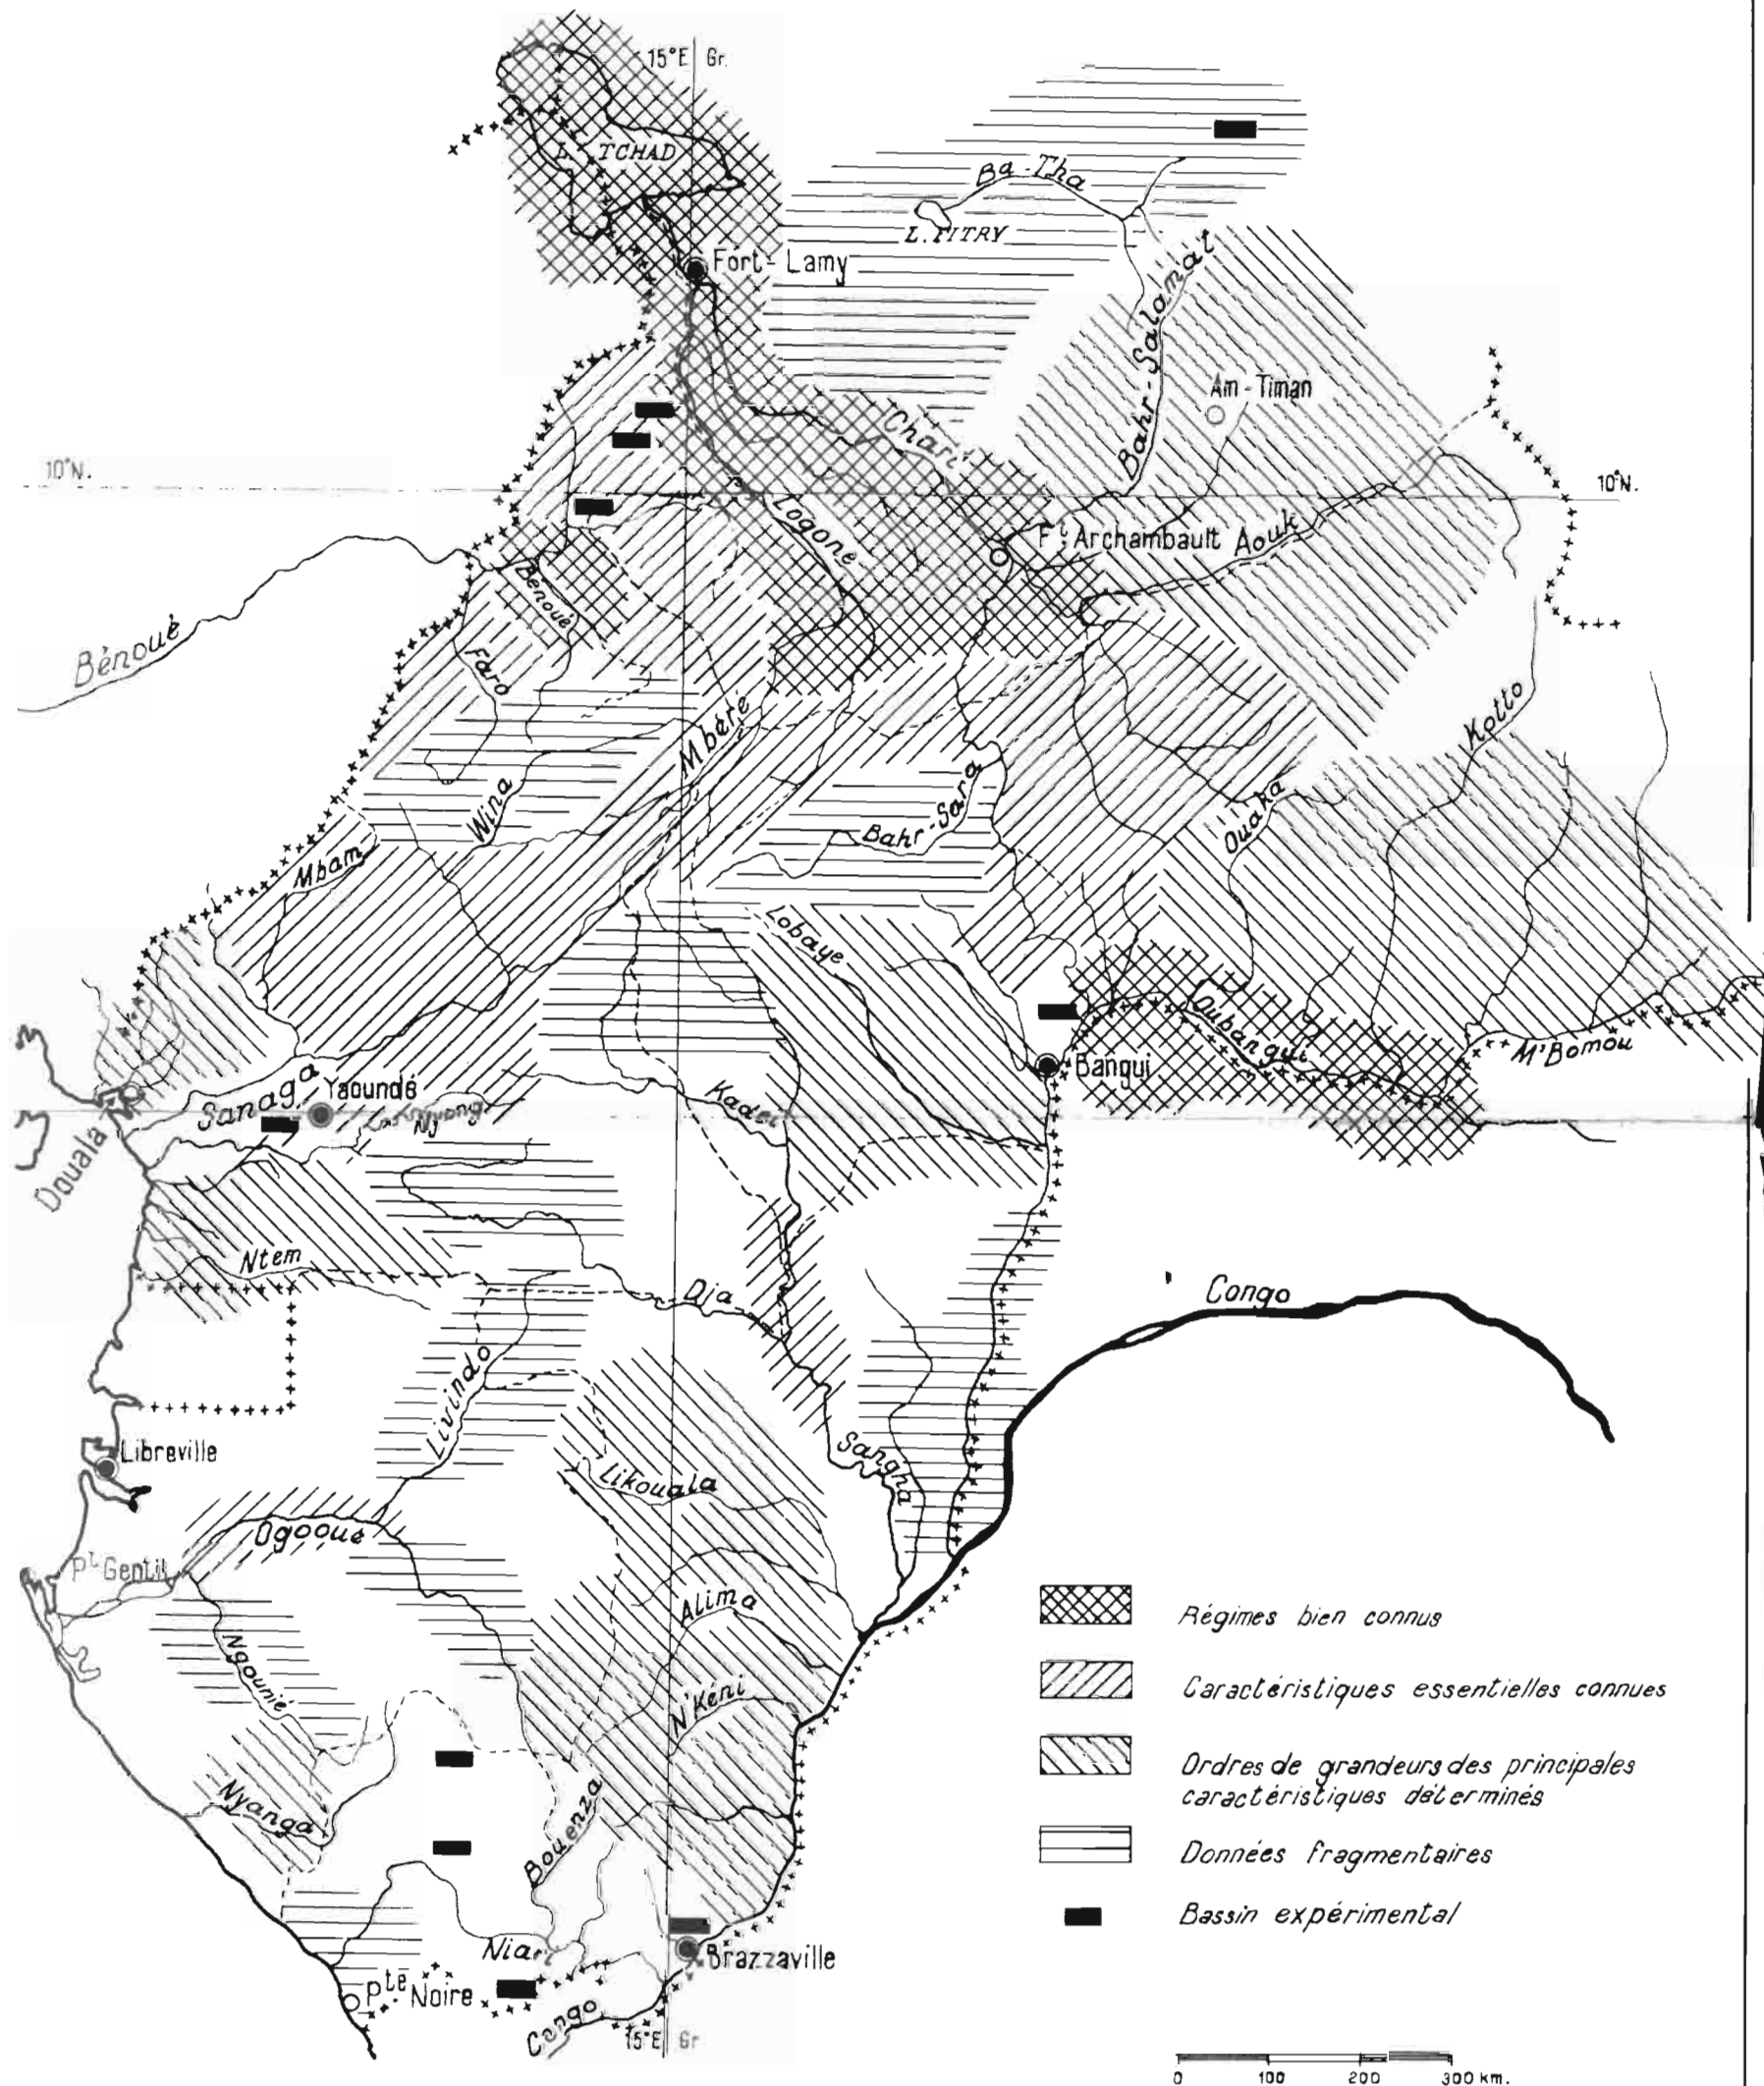 15°E Gr.
L. TCHAD
Ba-Tha
L. FITRY
Fort-Lamy
Bahr-Salamat
Am-Timan
Chari
10°N.
10°N.
Logone
Ft Archambault
Aouk
Bénoué
Bénoué
Faro
Mbéré
Kotto
Wina
Bahr-Sara
Ouaka
Mbam
Lobaye
Oubangui
M'Bomou
Bangui
Sanaga
Yaoundé
Nyong
Kadeï
Douala
Ntem
Dja
Congo
Livindo
Libreville
Likouala
Sangha
Ogooué
Pt Gentil
Alima
Ngounié
N'Kéni
Nyanga
Bouenza
Niari
Brazzaville
Pte Noire
Congo
15°E Gr
Régimes bien connus
Caractéristiques essentielles connues
Ordres de grandeurs des principales
caractéristiques déterminés
Données fragmentaires
Bassin expérimental
0 100 200 300 km.